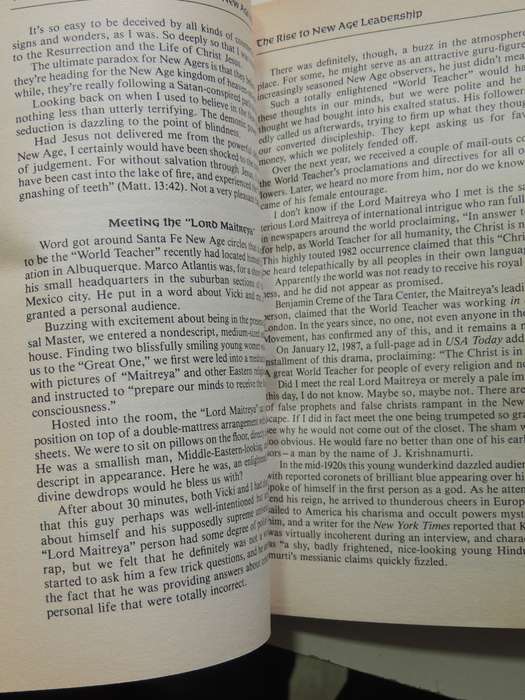 New Ag
It's so easy to be deceived by all kinds of
signs and wonders, as I was. So deeply so that I
to the Resurrection and the Life of Christ Jesus.
The ultimate paradox for New Agers is that they
they're heading for the New Age kingdom of heaven
while, they're really following a Satan-conspired
Looking back on when I used to believe in the
nothing less than utterly terrifying. The demonic
seduction is dazzling to the point of blindness.
Had Jesus not delivered me from the powerful
New Age, I certainly would have been shocked to the
of judgement. For without salvation through Jesus
have been cast into the lake of fire, and experienced
gnashing of teeth" (Matt. 13:42). Not a very pleasant
Meeting the "Lord Maitreya"
Word got around Santa Fe New Age circles that
to be the "World Teacher" recently had located himself
ation in Albuquerque. Marco Atlantis was, for a
his small headquarters in the suburban sections of
Mexico city. He put in a word about Vicki and me,
granted a personal audience.
Buzzing with excitement about being in the presence
sal Master, we entered a nondescript, medium-sized
house. Finding two blissfully smiling young women
us to the "Great One," we first were led into a
with pictures of "Maitreya" and other Eastern religious
and instructed to "prepare our minds to receive the
consciousness."
Hosted into the room, the "Lord Maitreya"
position on top of a double-mattress arrangement
sheets. We were to sit on pillows on the floor, directly
He was a smallish man, Middle-Eastern-looking,
descript in appearance. Here he was, an enlightened
divine dewdrops would he bless us with?
After about 30 minutes, both Vicki and I had
that this guy perhaps was well-intentioned but
about himself and his supposedly supreme
"Lord Maitreya" person had some degree of
rap, but we felt that he definitely was not a
started to ask him a few trick questions, and he
the fact that he was providing answers about
personal life that were totally incorrect.
The Rise to New Age Leadership
There was definitely, though, a buzz in the atmosphere
place. For some, he might serve as an attractive guru-figure
increasingly seasoned New Age observers, he just didn't mea
Such a totally enlightened "World Teacher" would ha
these thoughts in our minds, but we were polite and he
thought we had bought into his exalted status. His follower
edly called us afterwards, trying to firm up what they thou
our converted discipleship. They kept asking us for fav
money, which we politely fended off.
Over the next year, we received a couple of mail-outs co
the World Teacher's proclamations and directives for all o
lowers. Later, we heard no more from him, nor do we know
came of his female entourage.
I don't know if the Lord Maitreya who I met is the s
terious Lord Maitreya of international intrigue who ran full
in newspapers around the world proclaiming, "In answer
for help, as World Teacher for all humanity, the Christ is n
This highly touted 1982 occurrence claimed that this "Chri
be heard telepathically by all peoples in their own languag
Apparently the world was not ready to receive his royal
ness, and he did not appear as promised.
Benjamin Creme of the Tara Center, the Maitreya's leadi
person, claimed that the World Teacher was working in
London. In the years since, no one, not even anyone in the
Movement, has confirmed any of this, and it remains a m
On January 12, 1987, a full-page ad in USA Today add
installment of this drama, proclaiming: "The Christ is in
A great World Teacher for people of every religion and n
Did I meet the real Lord Maitreya or merely a pale im
this day, I do not know. Maybe so, maybe not. There are
of false prophets and false christs rampant in the New
scape. If I did in fact meet the one being trumpeted so gra
see why he would not come out of the closet. The sham w
too obvious. He would fare no better than one of his earl
sors—a man by the name of J. Krishnamurti.
In the mid-1920s this young wunderkind dazzled audienc
with reported coronets of brilliant blue appearing over hi
spoke of himself in the first person as a god. As he attem
end his reign, he arrived to thunderous cheers in Europ
ailed to America his charisma and occult powers myst
him, and a writer for the New York Times reported that K
was virtually incoherent during an interview, and chara
as "a shy, badly frightened, nice-looking young Hindu
murti's messianic claims quickly fizzled.